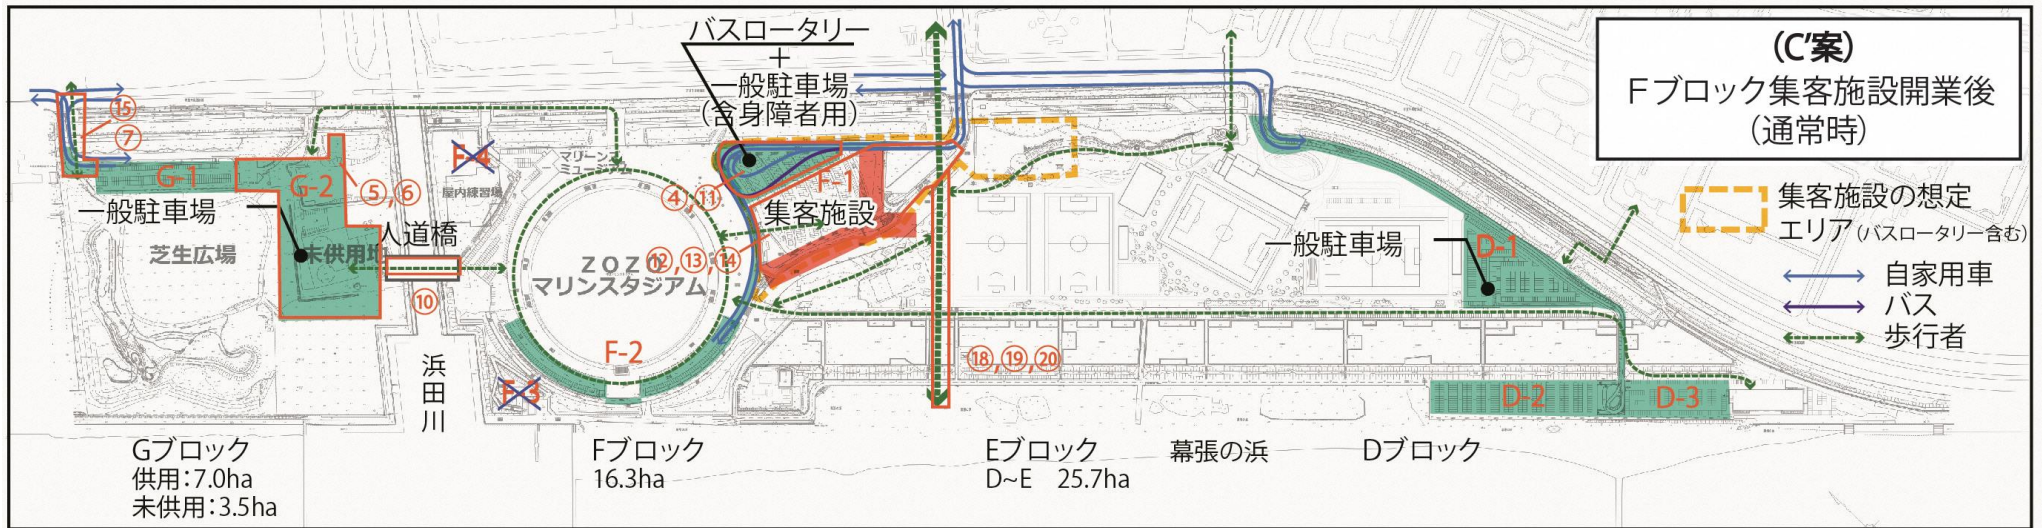 (C'案)
Fブロック集客施設開業後
(通常時)
バスロータリー
+
一般駐車場
(含身障者用)
⑮
⑦
G-1
G-2
⑤,⑥
一般駐車場
芝生広場
未供用地
人道橋
⑩
F-4
屋内練習場
マリーン
ミュージアム
ZOZO
マリンスタジアム
④,⑪
F-1
集客施設
⑫,⑬,⑭
F-2
F-3
浜田川
⑱,⑲,⑳
一般駐車場
D-1
D-2
D-3
集客施設の想定
エリア(バスロータリー含む)
自家用車
バス
歩行者
Gブロック
供用:7.0ha
未供用:3.5ha
Fブロック
16.3ha
Eブロック
D~E 25.7ha
幕張の浜
Dブロック